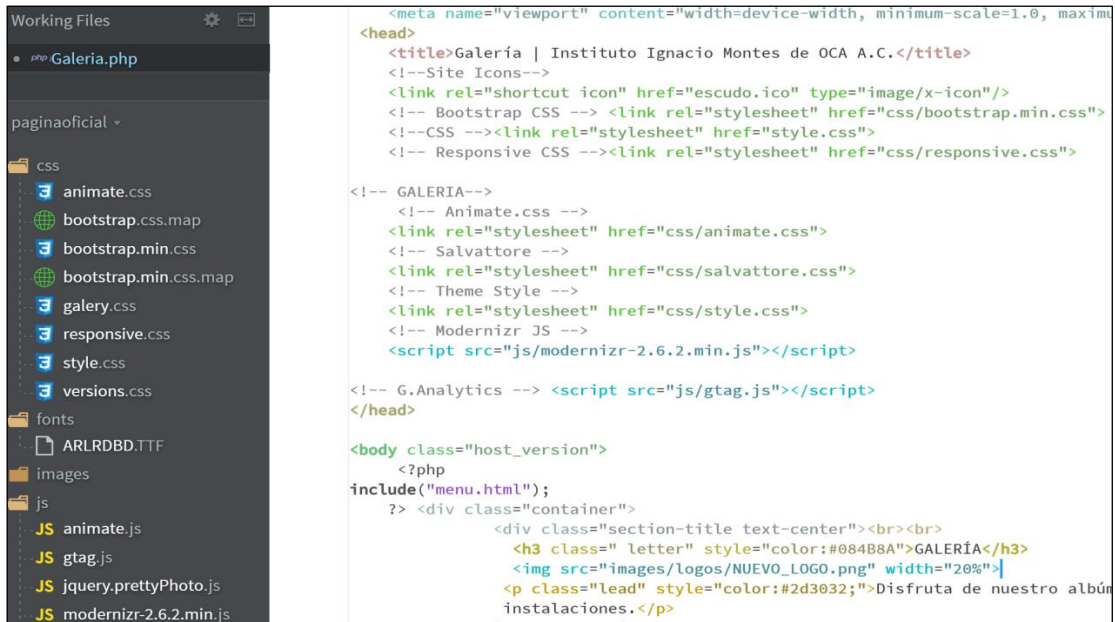 Working Files
php Galeria.php
paginaoficial
css
animate.css
bootstrap.css.map
bootstrap.min.css
bootstrap.min.css.map
galery.css
responsive.css
style.css
versions.css
fonts
ARLRDBD.TTF
images
js
JS animate.js
JS gtag.js
JS jquery.prettyPhoto.js
JS modernizr-2.6.2.min.js
<meta name="viewport" content="width=device-width, minimum-scale=1.0, maximu
<head>
<title>Galería | Instituto Ignacio Montes de OCA A.C.</title>
<!--Site Icons-->
<link rel="shortcut icon" href="escudo.ico" type="image/x-icon"/>
<!-- Bootstrap CSS --> <link rel="stylesheet" href="css/bootstrap.min.css">
<!--CSS --><link rel="stylesheet" href="style.css">
<!-- Responsive CSS --><link rel="stylesheet" href="css/responsive.css">
<!-- GALERIA-->
<!-- Animate.css -->
<link rel="stylesheet" href="css/animate.css">
<!-- Salvattore -->
<link rel="stylesheet" href="css/salvattore.css">
<!-- Theme Style -->
<link rel="stylesheet" href="css/style.css">
<!-- Modernizr JS -->
<script src="js/modernizr-2.6.2.min.js"></script>
<!-- G.Analytics --> <script src="js/gtag.js"></script>
</head>
<body class="host_version">
<?php
include("menu.html");
?> <div class="container">
<div class="section-title text-center"><br><br>
<h3 class=" letter" style="color:#084B8A">GALERÍA</h3>
<img src="images/logos/NUEVO_LOGO.png" width="20%">
<p class="lead" style="color:#2d3032;">Disfruta de nuestro albúm
instalaciones.</p>